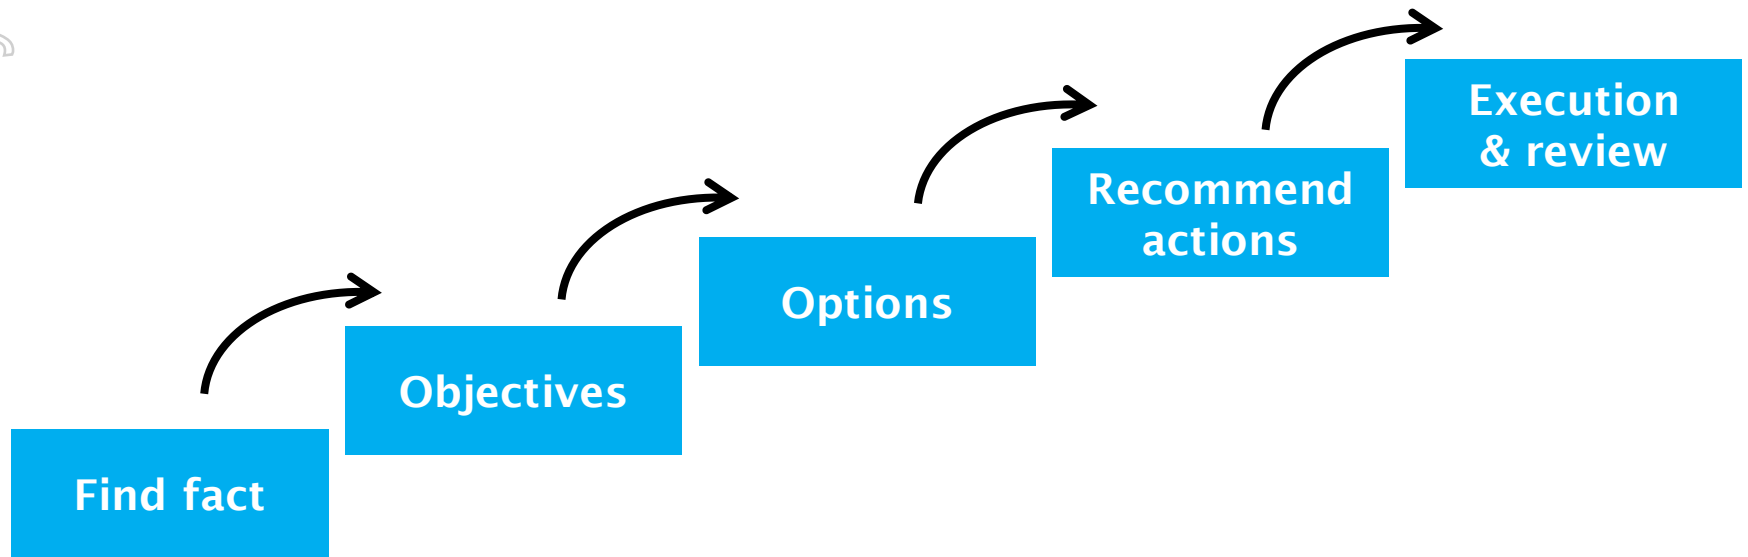 Execution
& review
Recommend
actions
Options
Objectives
Find fact